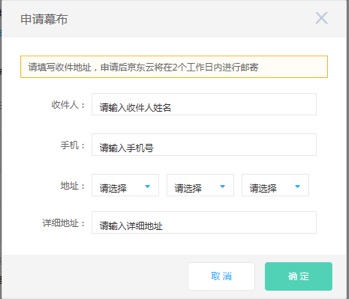 申请幕布
请填写收件地址，申请后京东云将在2个工作日内进行邮寄
收件人： 请输入收件人姓名
手机： 请输入手机号
地址： 请选择 请选择 请选择
详细地址： 请输入详细地址
取消 确定